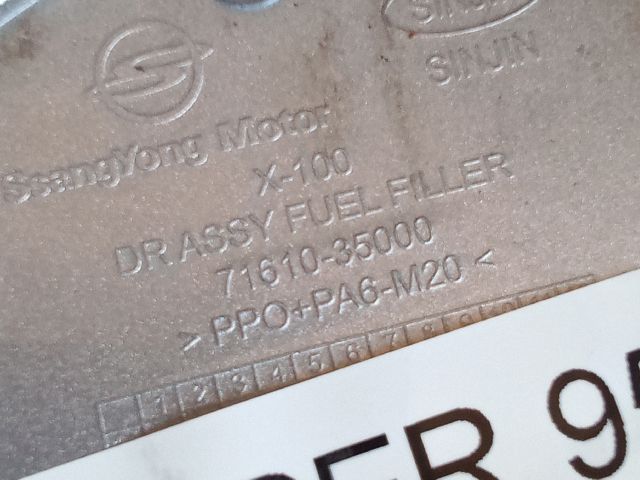 SINJIN
SINJIN
SsangYong Motor
X-100
DR ASSY FUEL FILLER
71610-35000
> PPO+PA6-M20 <
1 2 3 4 5 6 7 8 9